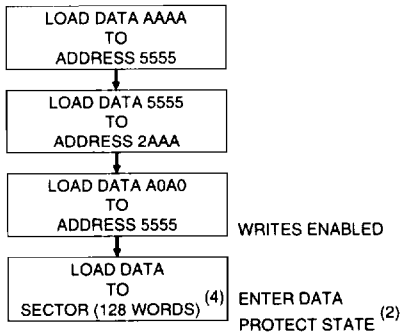 LOAD DATA AAAA
TO
ADDRESS 5555
LOAD DATA 5555
TO
ADDRESS 2AAA
LOAD DATA A0A0
TO
ADDRESS 5555
WRITES ENABLED
LOAD DATA
TO
SECTOR (128 WORDS) (4)
ENTER DATA
PROTECT STATE (2)